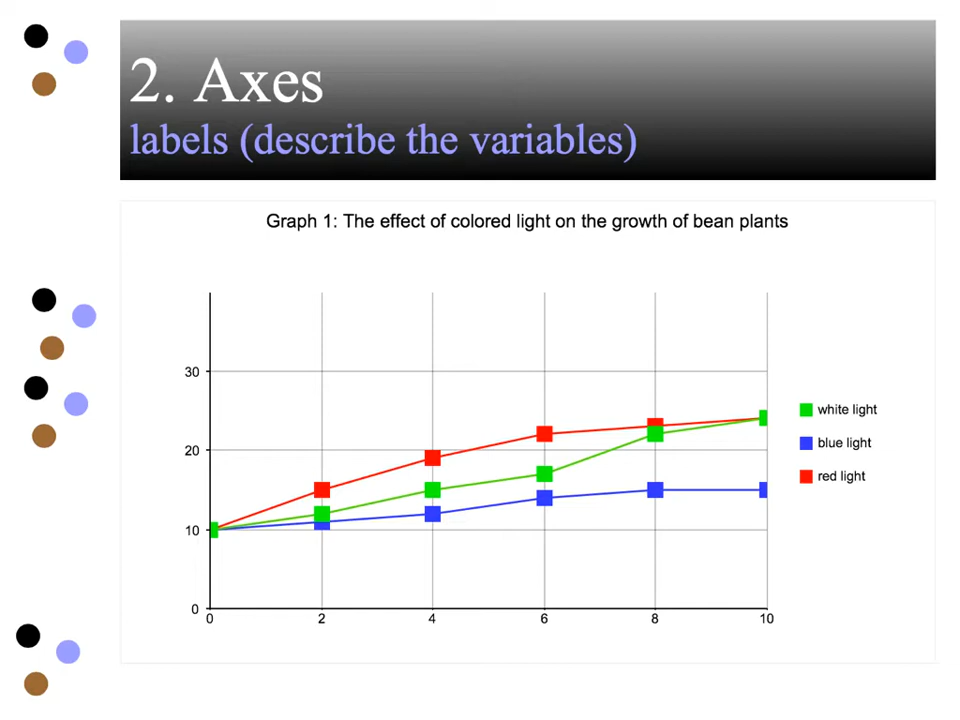 2. Axes
labels (describe the variables)
Graph 1: The effect of colored light on the growth of bean plants
30
20
10
0
0 2 4 6 8 10
white light
blue light
red light